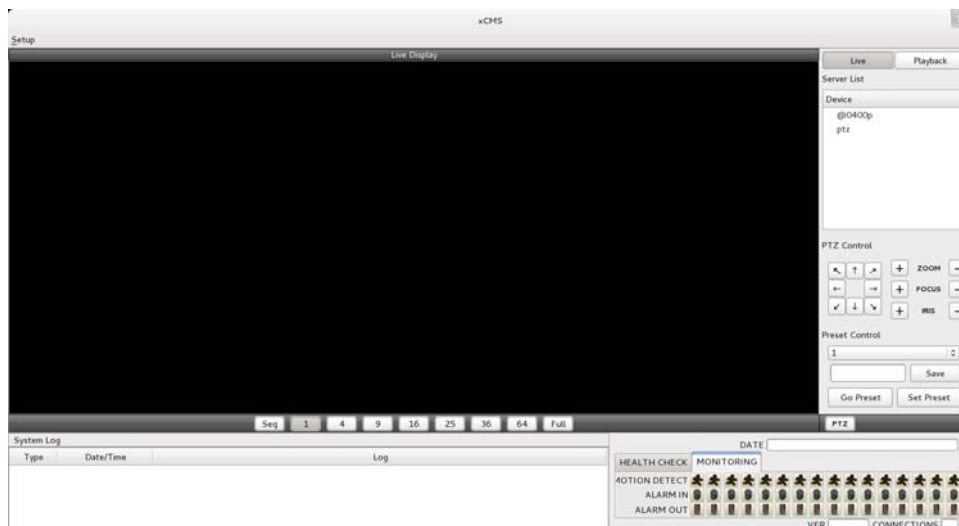 xCMS
Setup
Live Display
Live Playback
Server List
Device
@0400p
ptz
PTZ Control
+ ZOOM -
+ FOCUS -
+ IRIS -
Preset Control
1
Save
Go Preset Set Preset
Seq 1 4 9 16 25 36 64 Full
PTZ
System Log
Type Date/Time Log
DATE
HEALTH CHECK MONITORING
MOTION DETECT
ALARM IN
ALARM OUT
VER CONNECTIONS